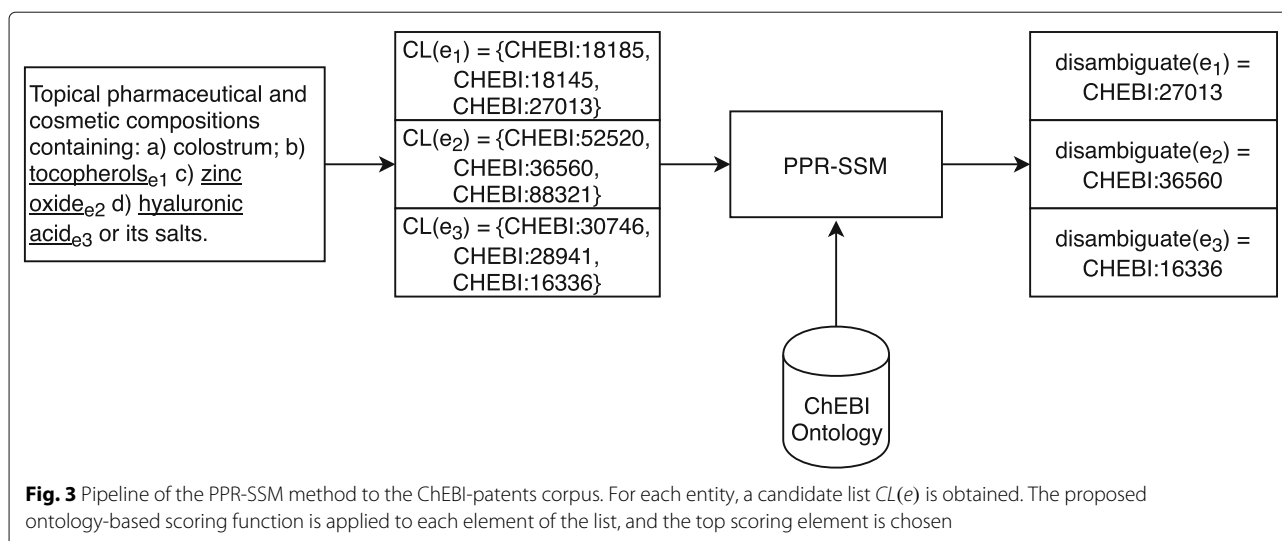 Topical pharmaceutical and
cosmetic compositions
containing: a) colostrum; b)
tocopherolse1 c) zinc
oxidee2 d) hyaluronic
acide3 or its salts.
CL(e1) = {CHEBI:18185,
CHEBI:18145,
CHEBI:27013}
CL(e2) = {CHEBI:52520,
CHEBI:36560,
CHEBI:88321}
CL(e3) = {CHEBI:30746,
CHEBI:28941,
CHEBI:16336}
PPR-SSM
ChEBI
Ontology
disambiguate(e1) =
CHEBI:27013
disambiguate(e2) =
CHEBI:36560
disambiguate(e3) =
CHEBI:16336
Fig. 3 Pipeline of the PPR-SSM method to the ChEBI-patents corpus. For each entity, a candidate list CL(e) is obtained. The proposed
ontology-based scoring function is applied to each element of the list, and the top scoring element is chosen